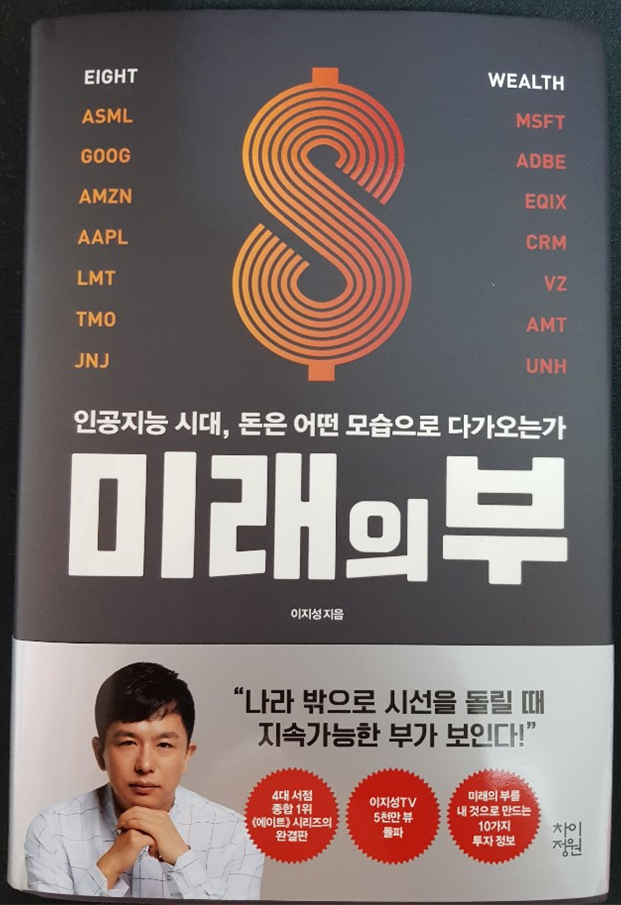 EIGHT
ASML
GOOG
AMZN
AAPL
LMT
TMO
JNJ
WEALTH
MSFT
ADBE
EQIX
CRM
VZ
AMT
UNH
인공지능 시대, 돈은 어떤 모습으로 다가오는가
미래의 부
이지성 지음
“나라 밖으로 시선을 돌릴 때
지속가능한 부가 보인다!”
4대 서점
종합 1위
《에이트》 시리즈의
완결판
이지성TV
5천만 뷰
돌파
미래의 부를
내 것으로 만드는
10가지
투자 정보
차이
정원